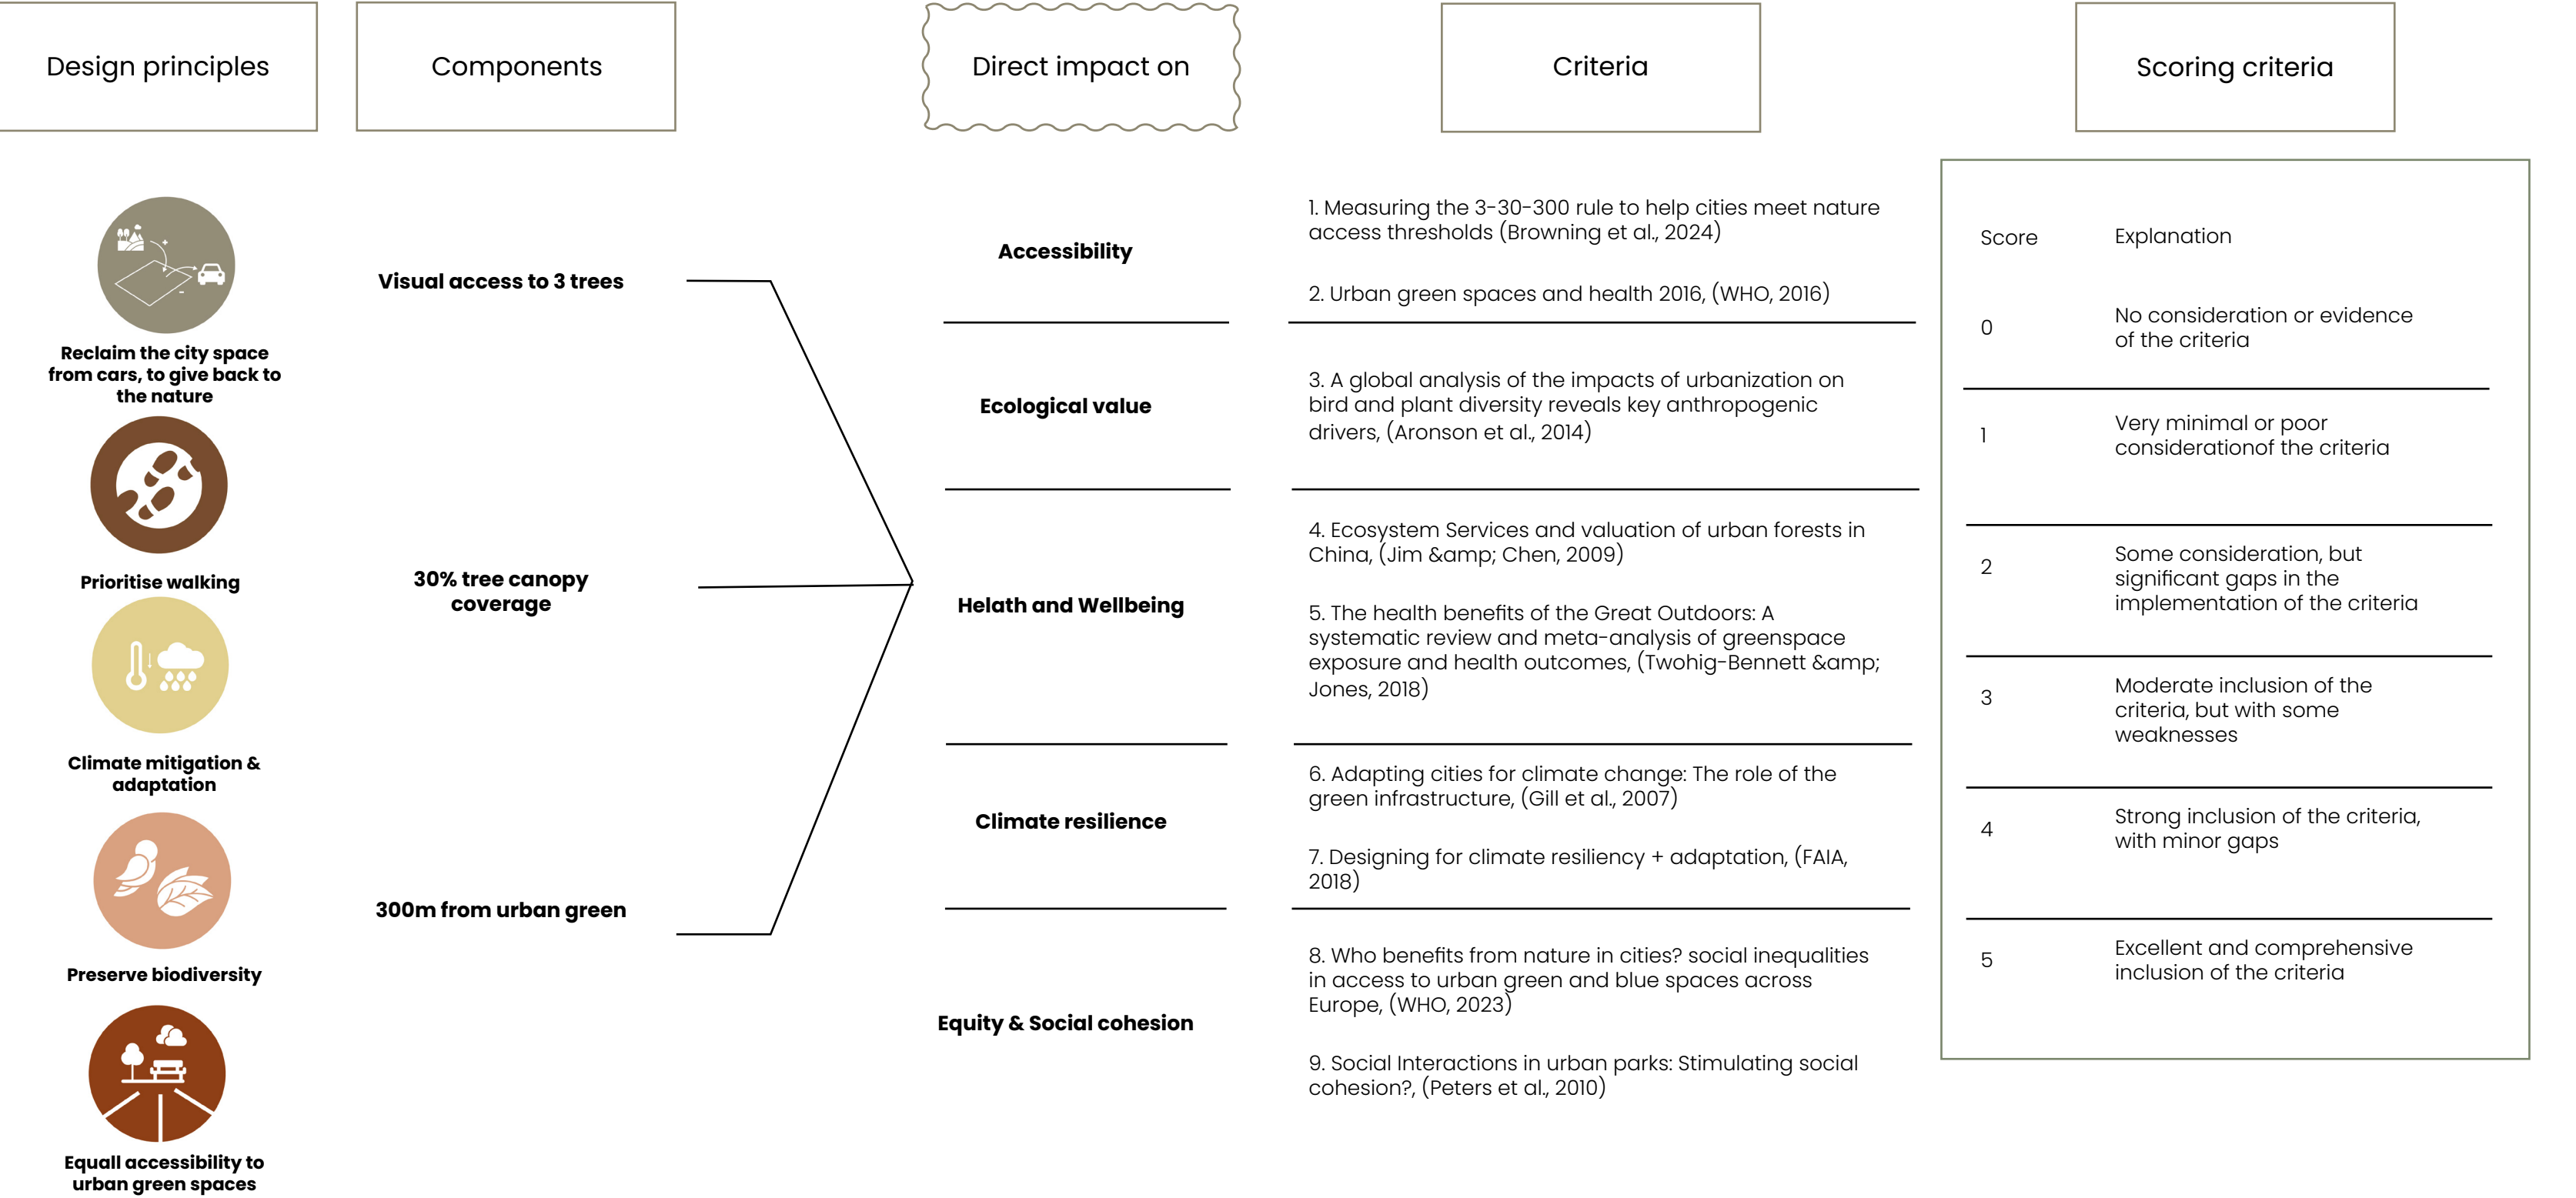 Design principles
Components
Direct impact on
Criteria
Scoring criteria
Reclaim the city space
from cars, to give back to
the nature
Prioritise walking
Climate mitigation &
adaptation
Preserve biodiversity
Equall accessibility to
urban green spaces
Visual access to 3 trees
30% tree canopy
coverage
300m from urban green
Accessibility
Ecological value
Helath and Wellbeing
Climate resilience
Equity & Social cohesion
1. Measuring the 3-30-300 rule to help cities meet nature
access thresholds (Browning et al., 2024)
2. Urban green spaces and health 2016, (WHO, 2016)
3. A global analysis of the impacts of urbanization on
bird and plant diversity reveals key anthropogenic
drivers, (Aronson et al., 2014)
4. Ecosystem Services and valuation of urban forests in
China, (Jim &amp; Chen, 2009)
5. The health benefits of the Great Outdoors: A
systematic review and meta-analysis of greenspace
exposure and health outcomes, (Twohig-Bennett &amp;
Jones, 2018)
6. Adapting cities for climate change: The role of the
green infrastructure, (Gill et al., 2007)
7. Designing for climate resiliency + adaptation, (FAIA,
2018)
8. Who benefits from nature in cities? social inequalities
in access to urban green and blue spaces across
Europe, (WHO, 2023)
9. Social Interactions in urban parks: Stimulating social
cohesion?, (Peters et al., 2010)
Score
Explanation
0
No consideration or evidence
of the criteria
1
Very minimal or poor
considerationof the criteria
2
Some consideration, but
significant gaps in the
implementation of the criteria
3
Moderate inclusion of the
criteria, but with some
weaknesses
4
Strong inclusion of the criteria,
with minor gaps
5
Excellent and comprehensive
inclusion of the criteria